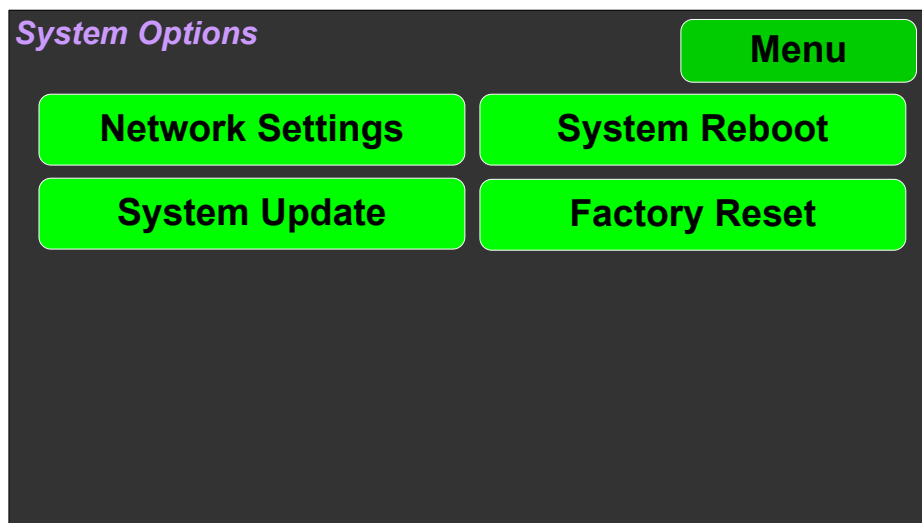 System Options
Menu
Network Settings
System Reboot
System Update
Factory Reset